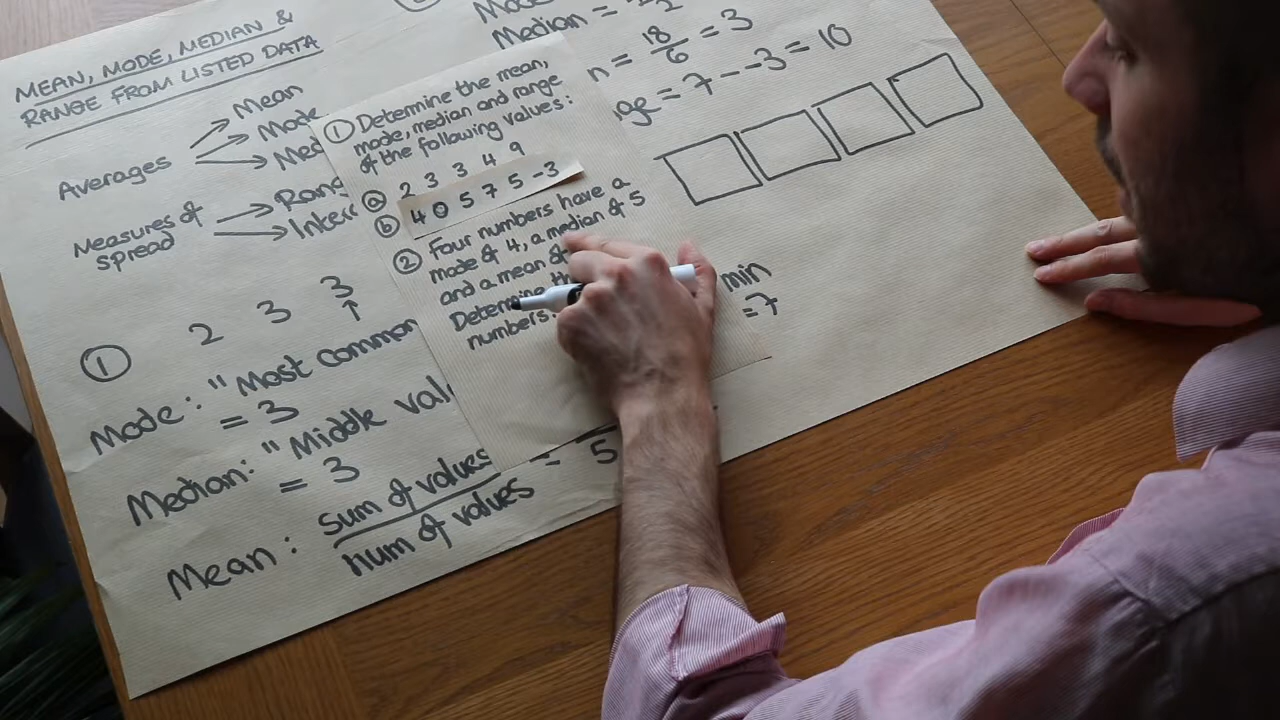 MEAN, MODE, MEDIAN &
RANGE FROM LISTED DATA
Averages
Mean
Mode
Measures of
spread
① 2 3 3
Mode: "Most common
= 3
Median: "Middle
= 3
Mean: sum of values
num of values
=
5
① Determine the mean,
mode, median and range
of the following values:
ⓐ 2 3 3 4 9
ⓑ 4 0 5 7 5 -3
② Four numbers have a
mode of 4, a median of 5
and a mean of
Determine
numbers.
Median =
2
= 18/6 = 3
= 7 - -3 = 10
min
= 7